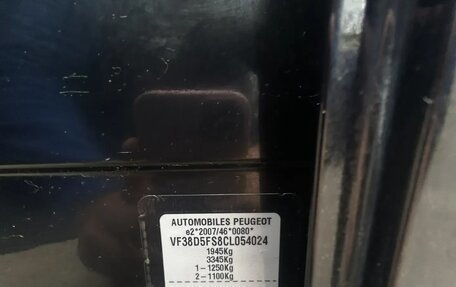 AUTOMOBILES PEUGEOT
e2*2007/46*0080*
VF38D5FS8CL054024
1945Kg
3345Kg
1-1250Kg
2-1100Kg